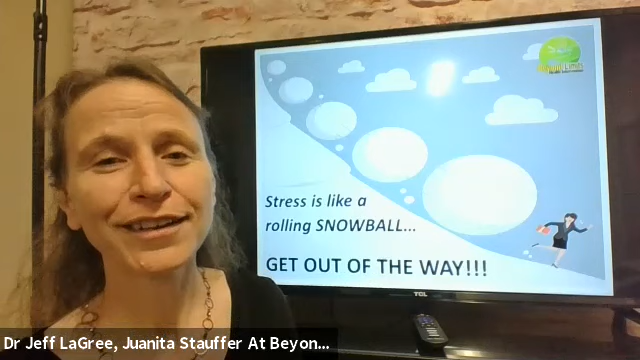 Stress is like a
rolling SNOWBALL...
GET OUT OF THE WAY!!!
TCL
Dr Jeff LaGree, Juanita Stauffer At Beyon...